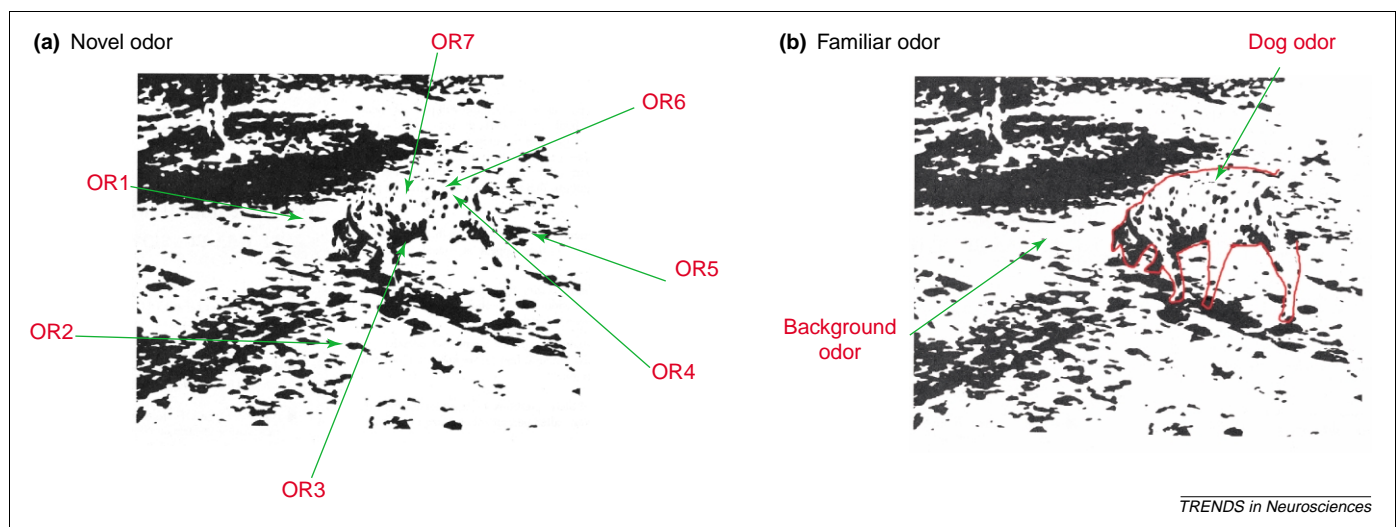 (a) Novel odor
OR7
OR6
OR1
OR5
OR2
OR4
OR3
(b) Familiar odor
Dog odor
Background
odor
TRENDS in Neurosciences